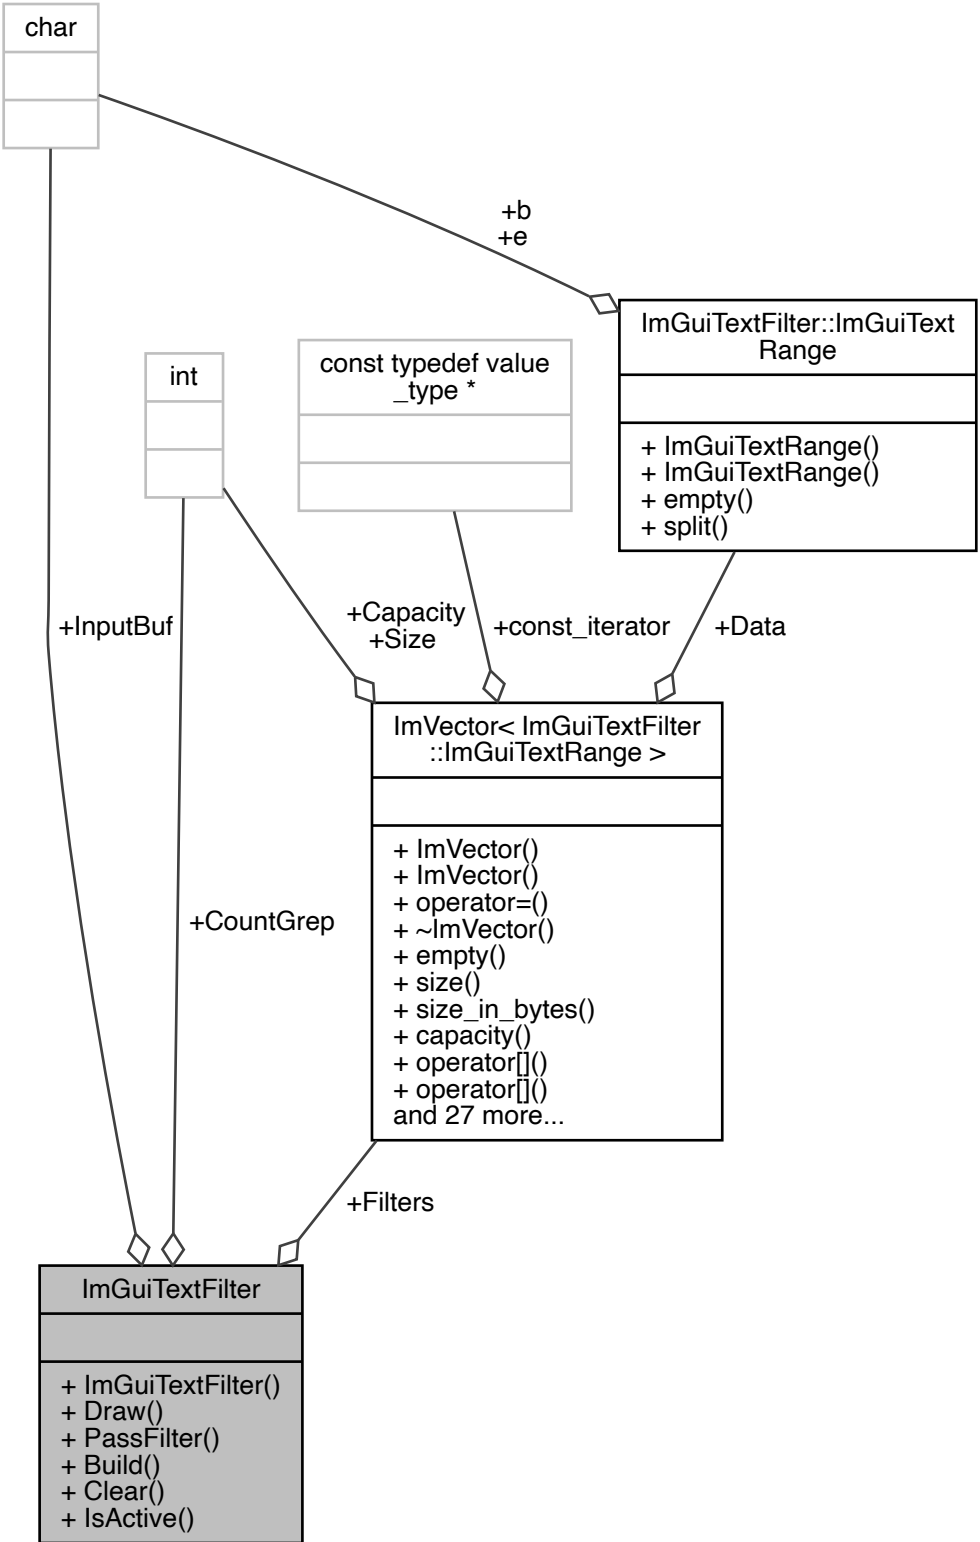 char
+b
+e
ImGuiTextFilter::ImGuiText
Range
+ ImGuiTextRange()
+ ImGuiTextRange()
+ empty()
+ split()
const typedef value
_type *
int
+InputBuf
+Capacity
+Size
+const_iterator
+Data
ImVector< ImGuiTextFilter
::ImGuiTextRange >
+ ImVector()
+ ImVector()
+ operator=()
+ ~ImVector()
+ empty()
+ size()
+ size_in_bytes()
+ capacity()
+ operator[]()
+ operator[]()
and 27 more...
+CountGrep
+Filters
ImGuiTextFilter
+ ImGuiTextFilter()
+ Draw()
+ PassFilter()
+ Build()
+ Clear()
+ IsActive()